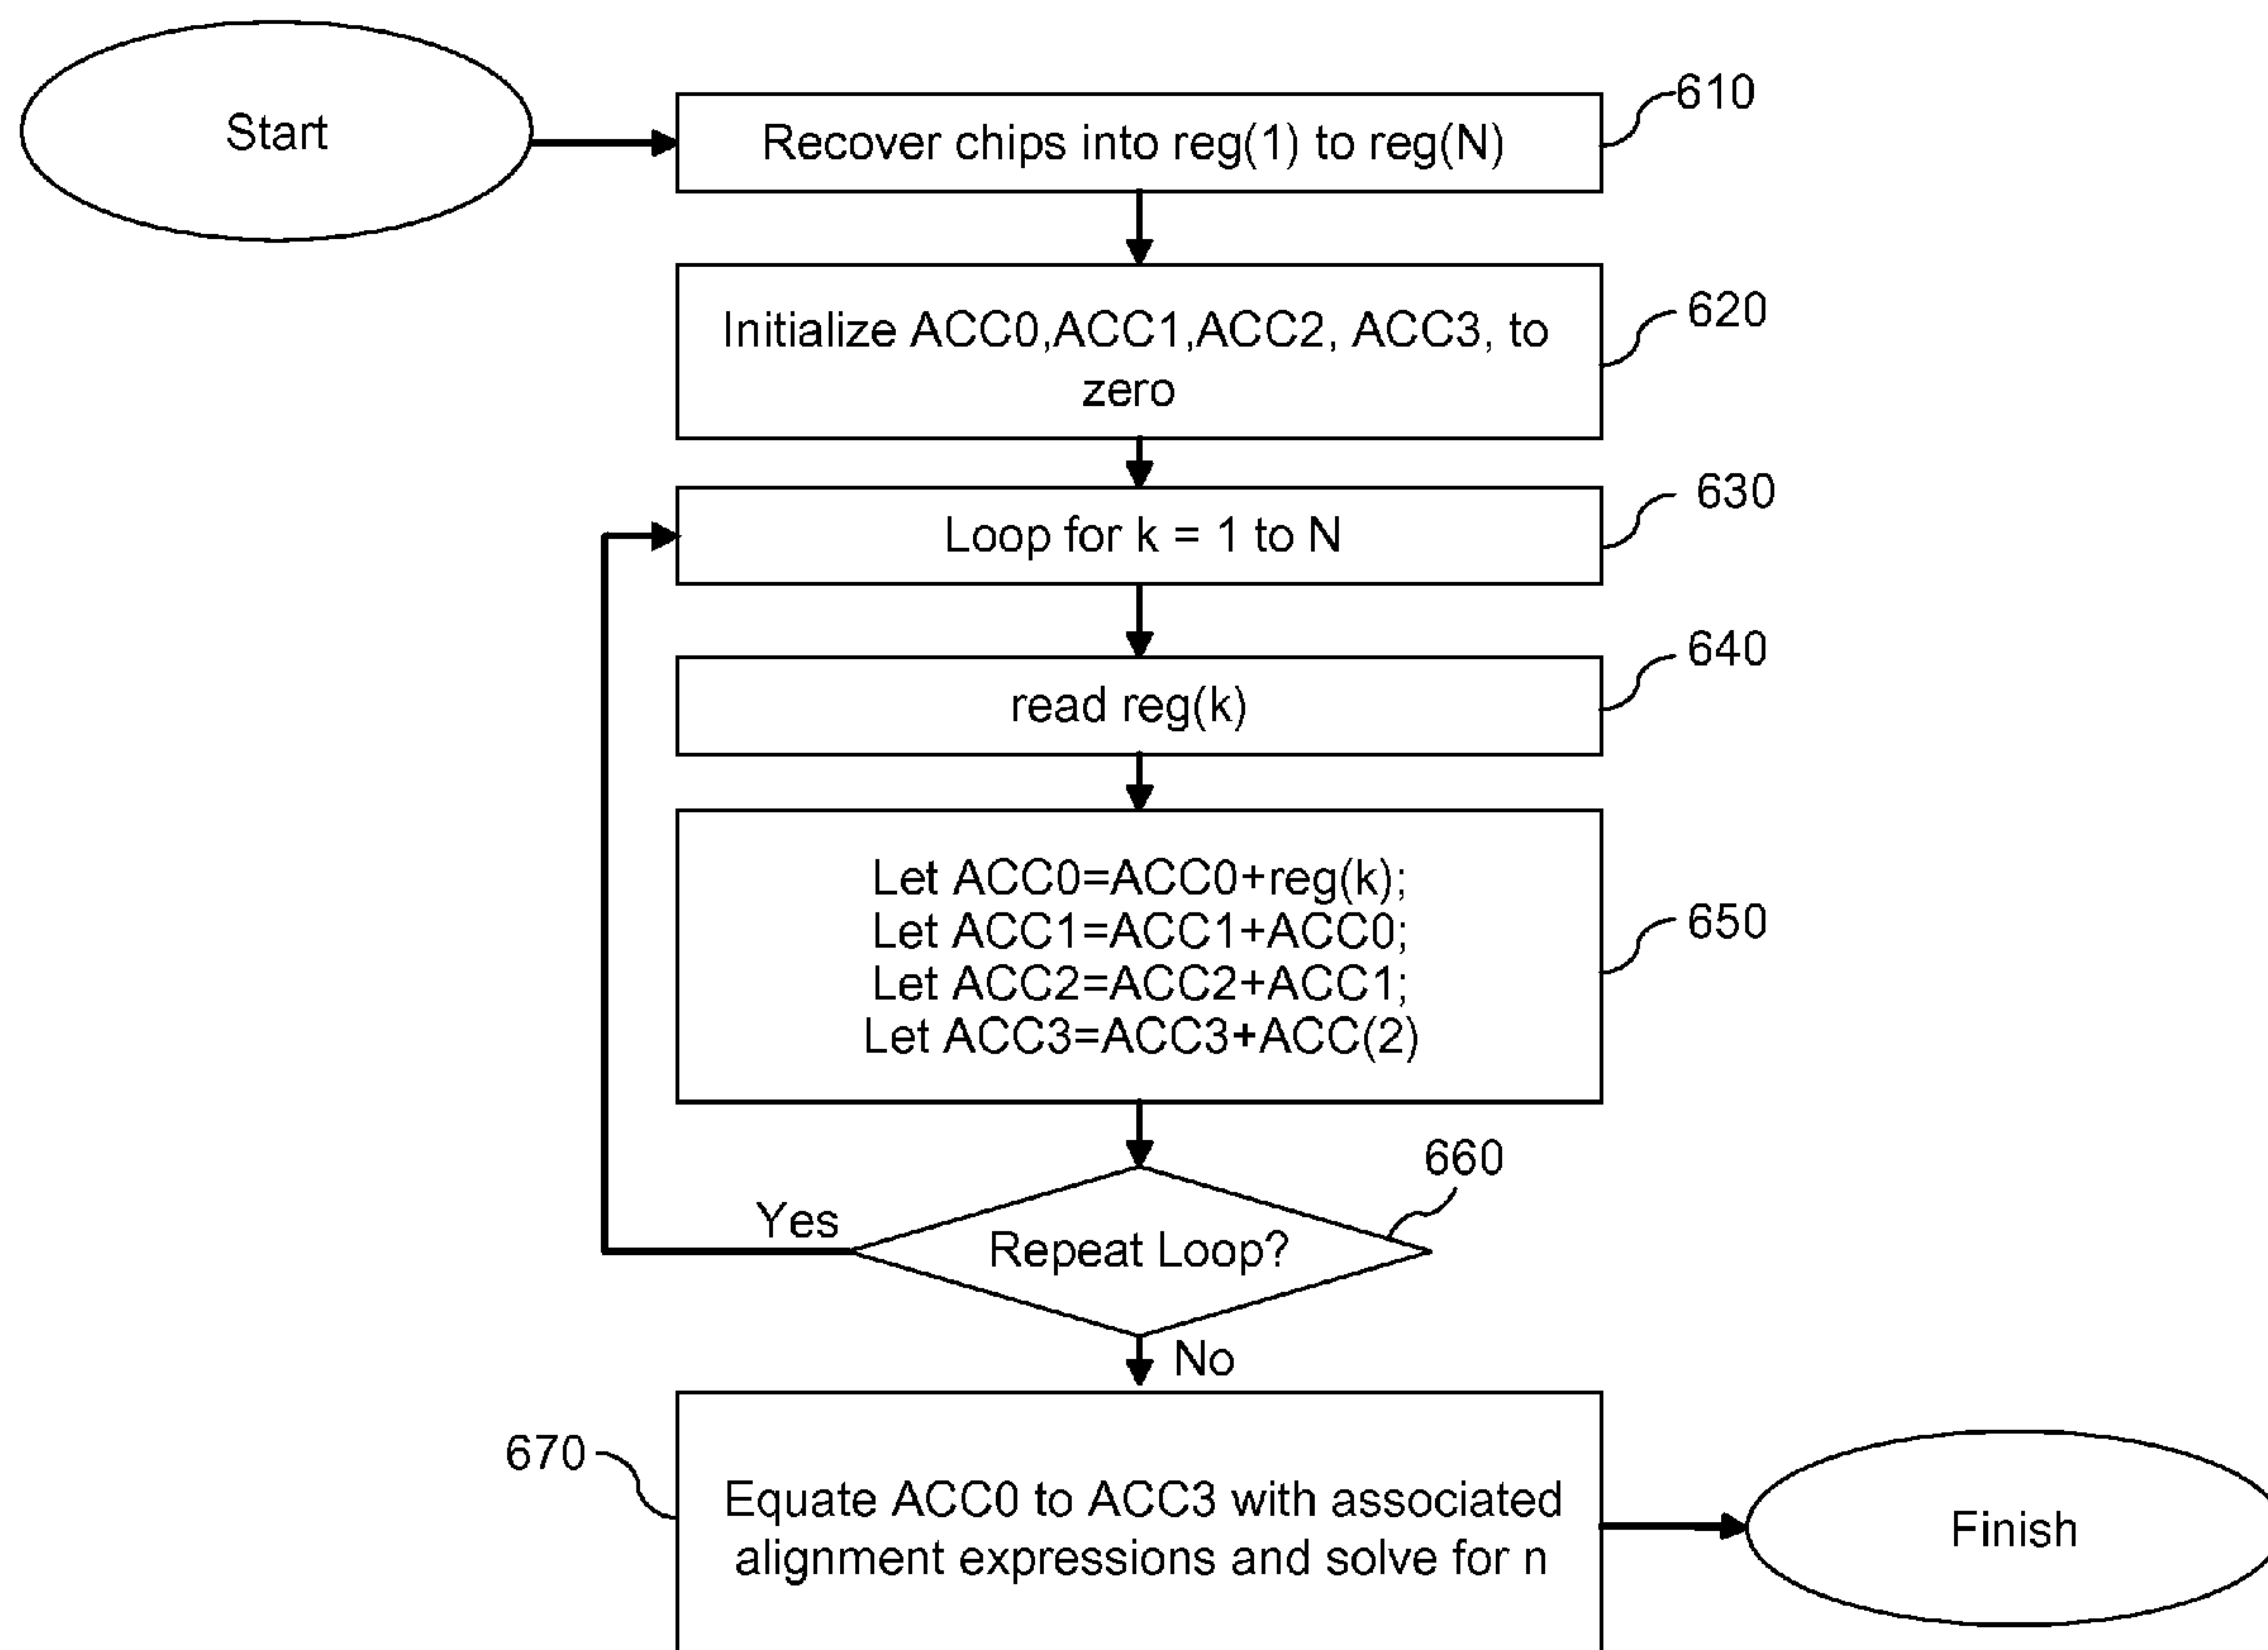 Start
Recover chips into reg(1) to reg(N)
610
Initialize ACC0,ACC1,ACC2, ACC3, to
zero
620
Loop for k = 1 to N
630
read reg(k)
640
Let ACC0=ACC0+reg(k);
Let ACC1=ACC1+ACC0;
Let ACC2=ACC2+ACC1;
Let ACC3=ACC3+ACC(2)
650
Repeat Loop?
660
Yes
No
670
Equate ACC0 to ACC3 with associated
alignment expressions and solve for n
Finish